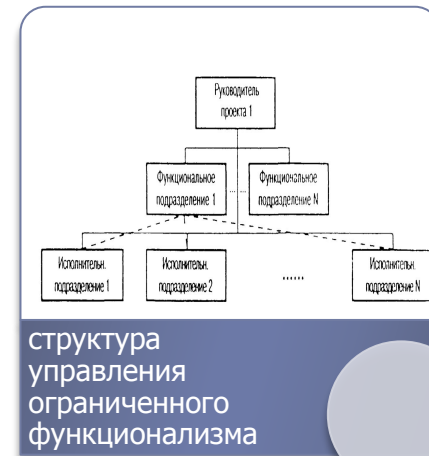 Руководитель
проекта 1
Функциональное
подразделение 1
Функциональное
подразделение N
Исполнительн.
подразделение 1
Исполнительн.
подразделение 2
......
Исполнительн.
подразделение N
структура
управления
ограниченного
функционализма